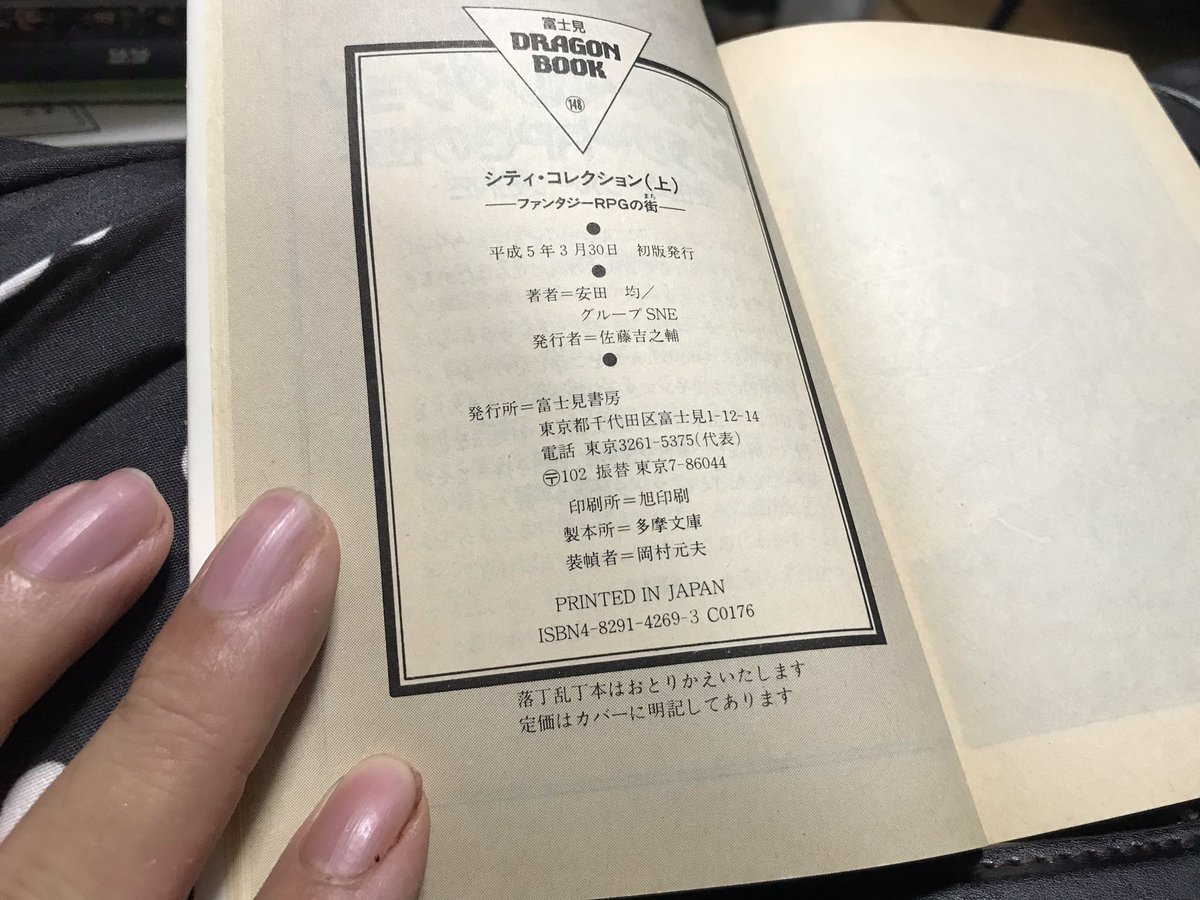 富士見
DRAGON
BOOK
148
シティ・コレクション(上)
──ファンタジーRPGの街──
まち
●
平成5年3月30日　初版発行
●
著者＝安田　均／
グループSNE
発行者＝佐藤吉之輔
●
発行所＝富士見書房
東京都千代田区富士見1-12-14
電話 東京3261-5375(代表)
〶102 振替 東京7-86044
印刷所＝旭印刷
製本所＝多摩文庫
装幀者＝岡村元夫
PRINTED IN JAPAN
ISBN4-8291-4269-3 C0176
落丁乱丁本はおとりかえいたします
定価はカバーに明記してあります